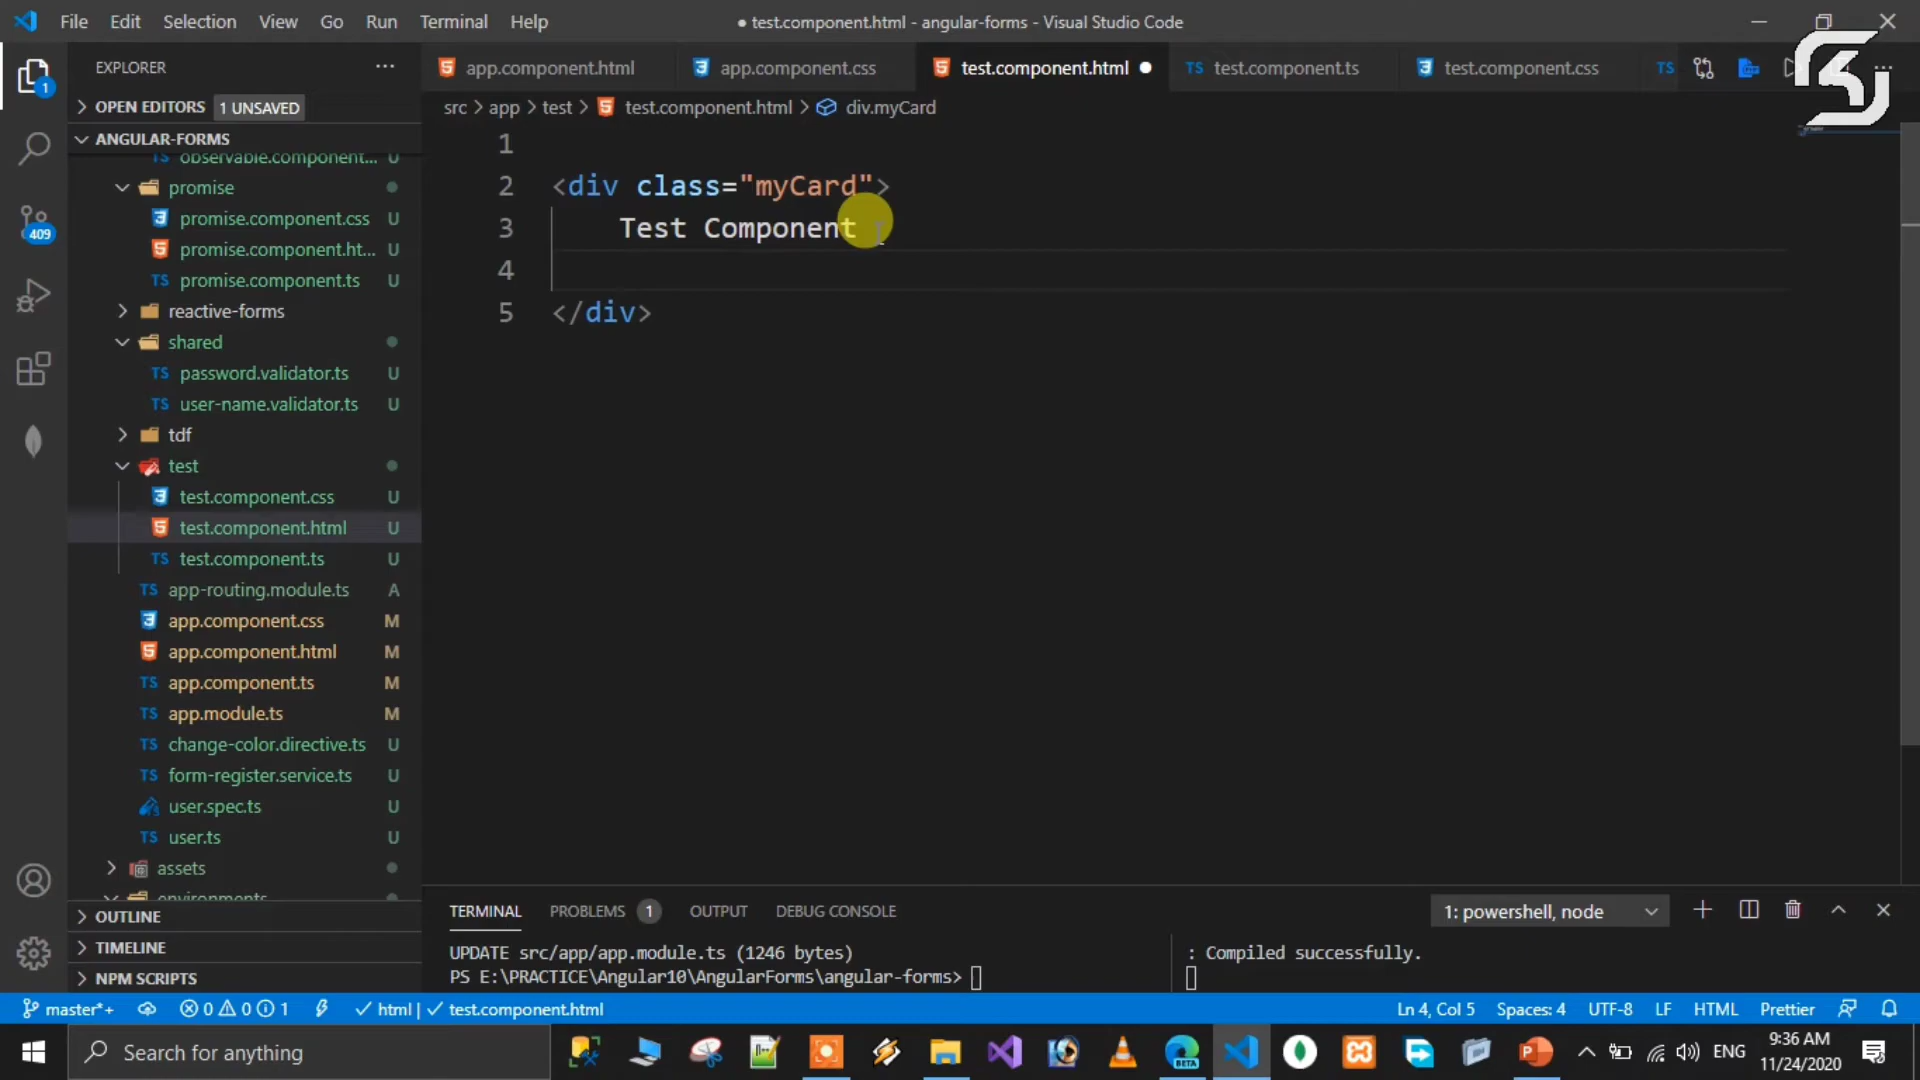 File Edit Selection View Go Run Terminal Help
● test.component.html - angular-forms - Visual Studio Code
EXPLORER
app.component.html
app.component.css
test.component.html
test.component.ts
test.component.css
TS
OPEN EDITORS 1 UNSAVED
src > app > test > test.component.html > div.myCard
ANGULAR-FORMS
observable.component... U
promise
promise.component.css U
promise.component.ht... U
promise.component.ts U
reactive-forms
shared
password.validator.ts U
user-name.validator.ts U
tdf
test
test.component.css U
test.component.html U
test.component.ts U
app-routing.module.ts A
app.component.css M
app.component.html M
app.component.ts M
app.module.ts M
change-color.directive.ts U
form-register.service.ts U
user.spec.ts U
user.ts U
assets
environments
OUTLINE
TIMELINE
NPM SCRIPTS
1
409
1
2 <div class="myCard">
3 Test Component
4
5 </div>
TERMINAL PROBLEMS 1 OUTPUT DEBUG CONSOLE
1: powershell, node
UPDATE src/app/app.module.ts (1246 bytes)
PS E:\PRACTICE\Angular10\AngularForms\angular-forms>
: Compiled successfully.
master*+ 0 0 1 html | test.component.html
Ln 4, Col 5 Spaces: 4 UTF-8 LF HTML Prettier
Search for anything
BETA
ENG
9:36 AM
11/24/2020